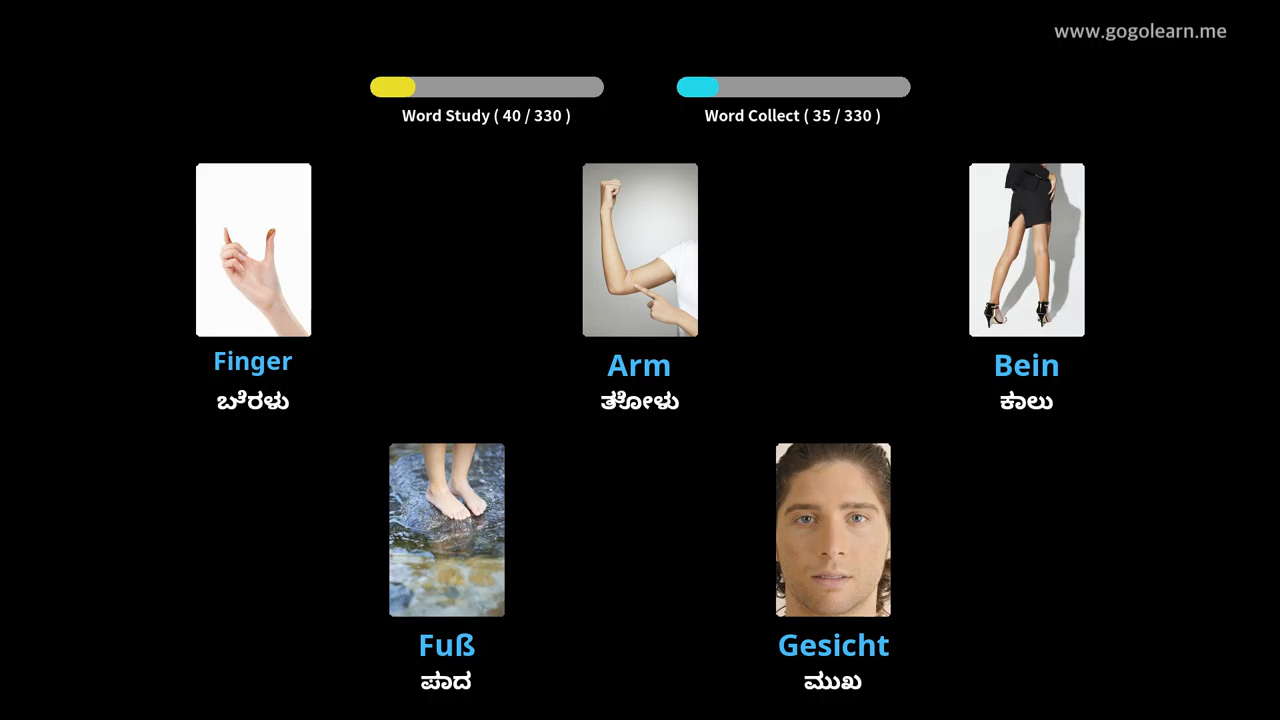 www.gogolearn.me
Word Study ( 40 / 330 )
Word Collect ( 35 / 330 )
Finger
ಬೆರಳು
Arm
ತೋಳು
Bein
ಕಾಲು
Fuß
ಪಾದ
Gesicht
ಮುಖ